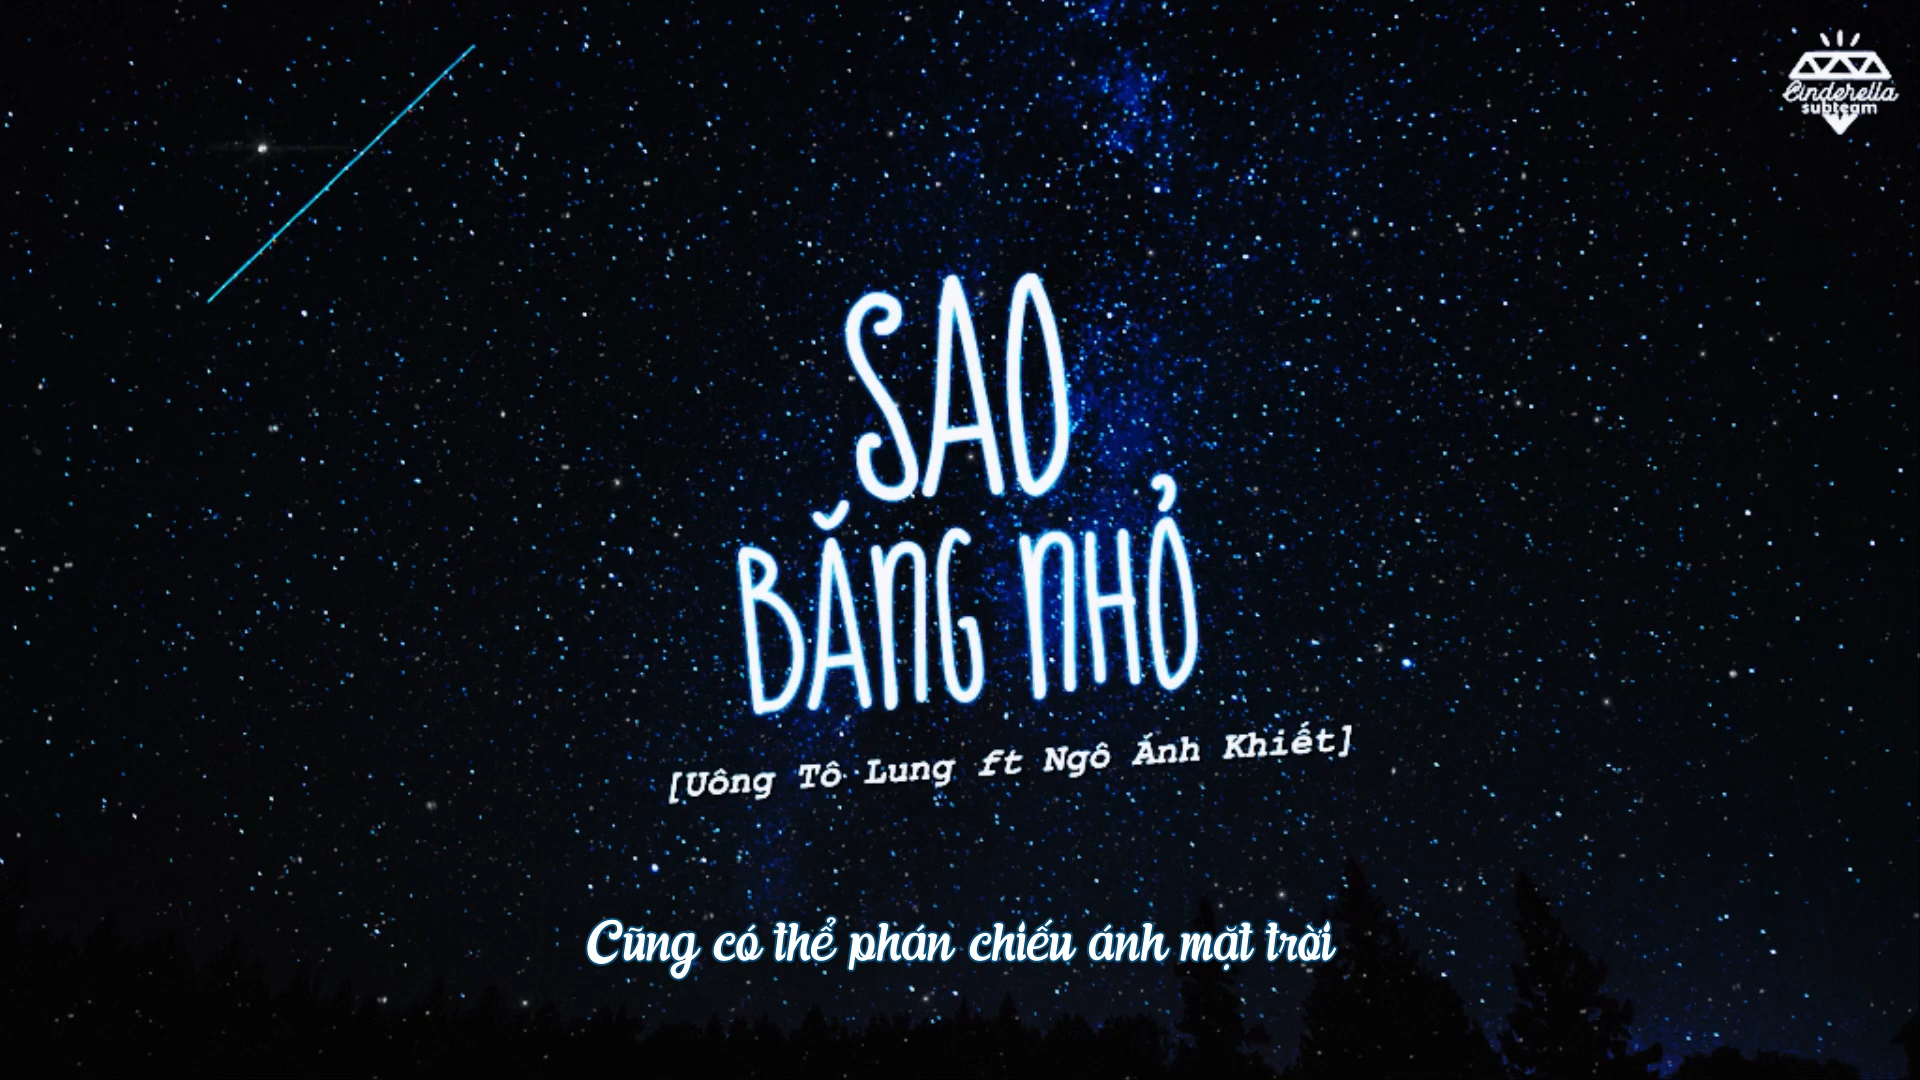 Cinderella
subteam
SAO
BĂNG NHỎ
[Uông Tô Lung ft Ngô Ánh Khiết]
Cũng có thể phán chiếu ánh mặt trời